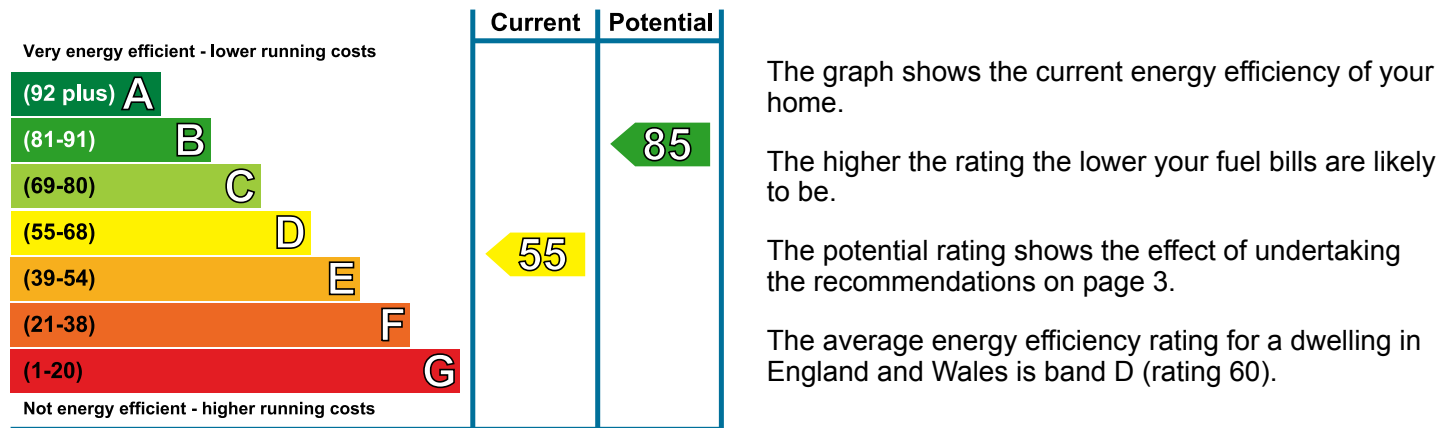 Current Potential
Very energy efficient - lower running costs
(92 plus) A
(81-91) B
85
(69-80) C
(55-68) D
55
(39-54) E
(21-38) F
(1-20) G
Not energy efficient - higher running costs
The graph shows the current energy efficiency of your
home.
The higher the rating the lower your fuel bills are likely
to be.
The potential rating shows the effect of undertaking
the recommendations on page 3.
The average energy efficiency rating for a dwelling in
England and Wales is band D (rating 60).